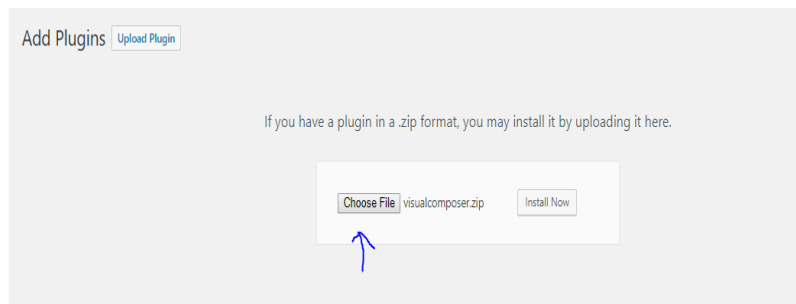 Add Plugins Upload Plugin
If you have a plugin in a .zip format, you may install it by uploading it here.
Choose File visualcomposer.zip Install Now